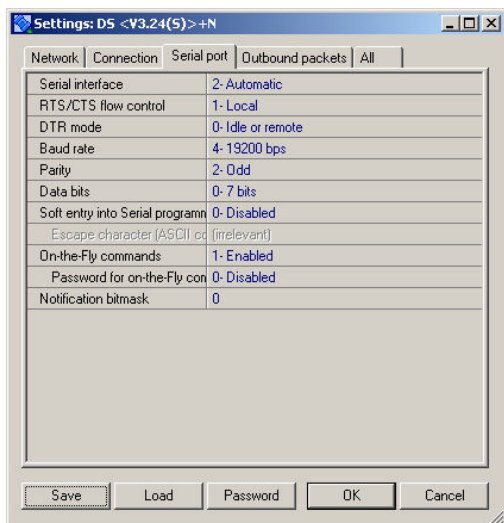 Settings: DS <V3.24(S)>+N
Network Connection Serial port Outbound packets All
Serial interface 2- Automatic
RTS/CTS flow control 1- Local
DTR mode 0- Idle or remote
Baud rate 4- 19200 bps
Parity 2- Odd
Data bits 0- 7 bits
Soft entry into Serial programn 0- Disabled
Escape character (ASCII cc (irrelevant)
On-the-Fly commands 1- Enabled
Password for on-the-Fly con 0- Disabled
Notification bitmask 0
Save Load Password OK Cancel